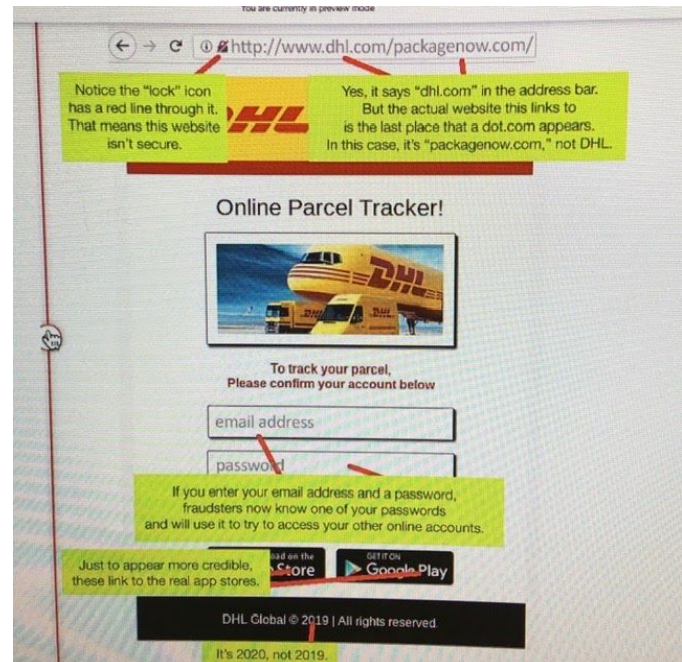 You are currently in preview mode
http://www.dhl.com/packagenow.com/
Notice the “lock” icon
has a red line through it.
That means this website
isn’t secure.
Yes, it says “dhl.com” in the address bar.
But the actual website this links to
is the last place that a dot.com appears.
In this case, it’s “packagenow.com,” not DHL.
DHL
Online Parcel Tracker!
DHL
To track your parcel,
Please confirm your account below
email address
password
If you enter your email address and a password,
fraudsters now know one of your passwords
and will use it to try to access your other online accounts.
Just to appear more credible,
these link to the real app stores.
on the
Store
GET IT ON
Google Play
DHL Global © 2019 | All rights reserved.
It’s 2020, not 2019.